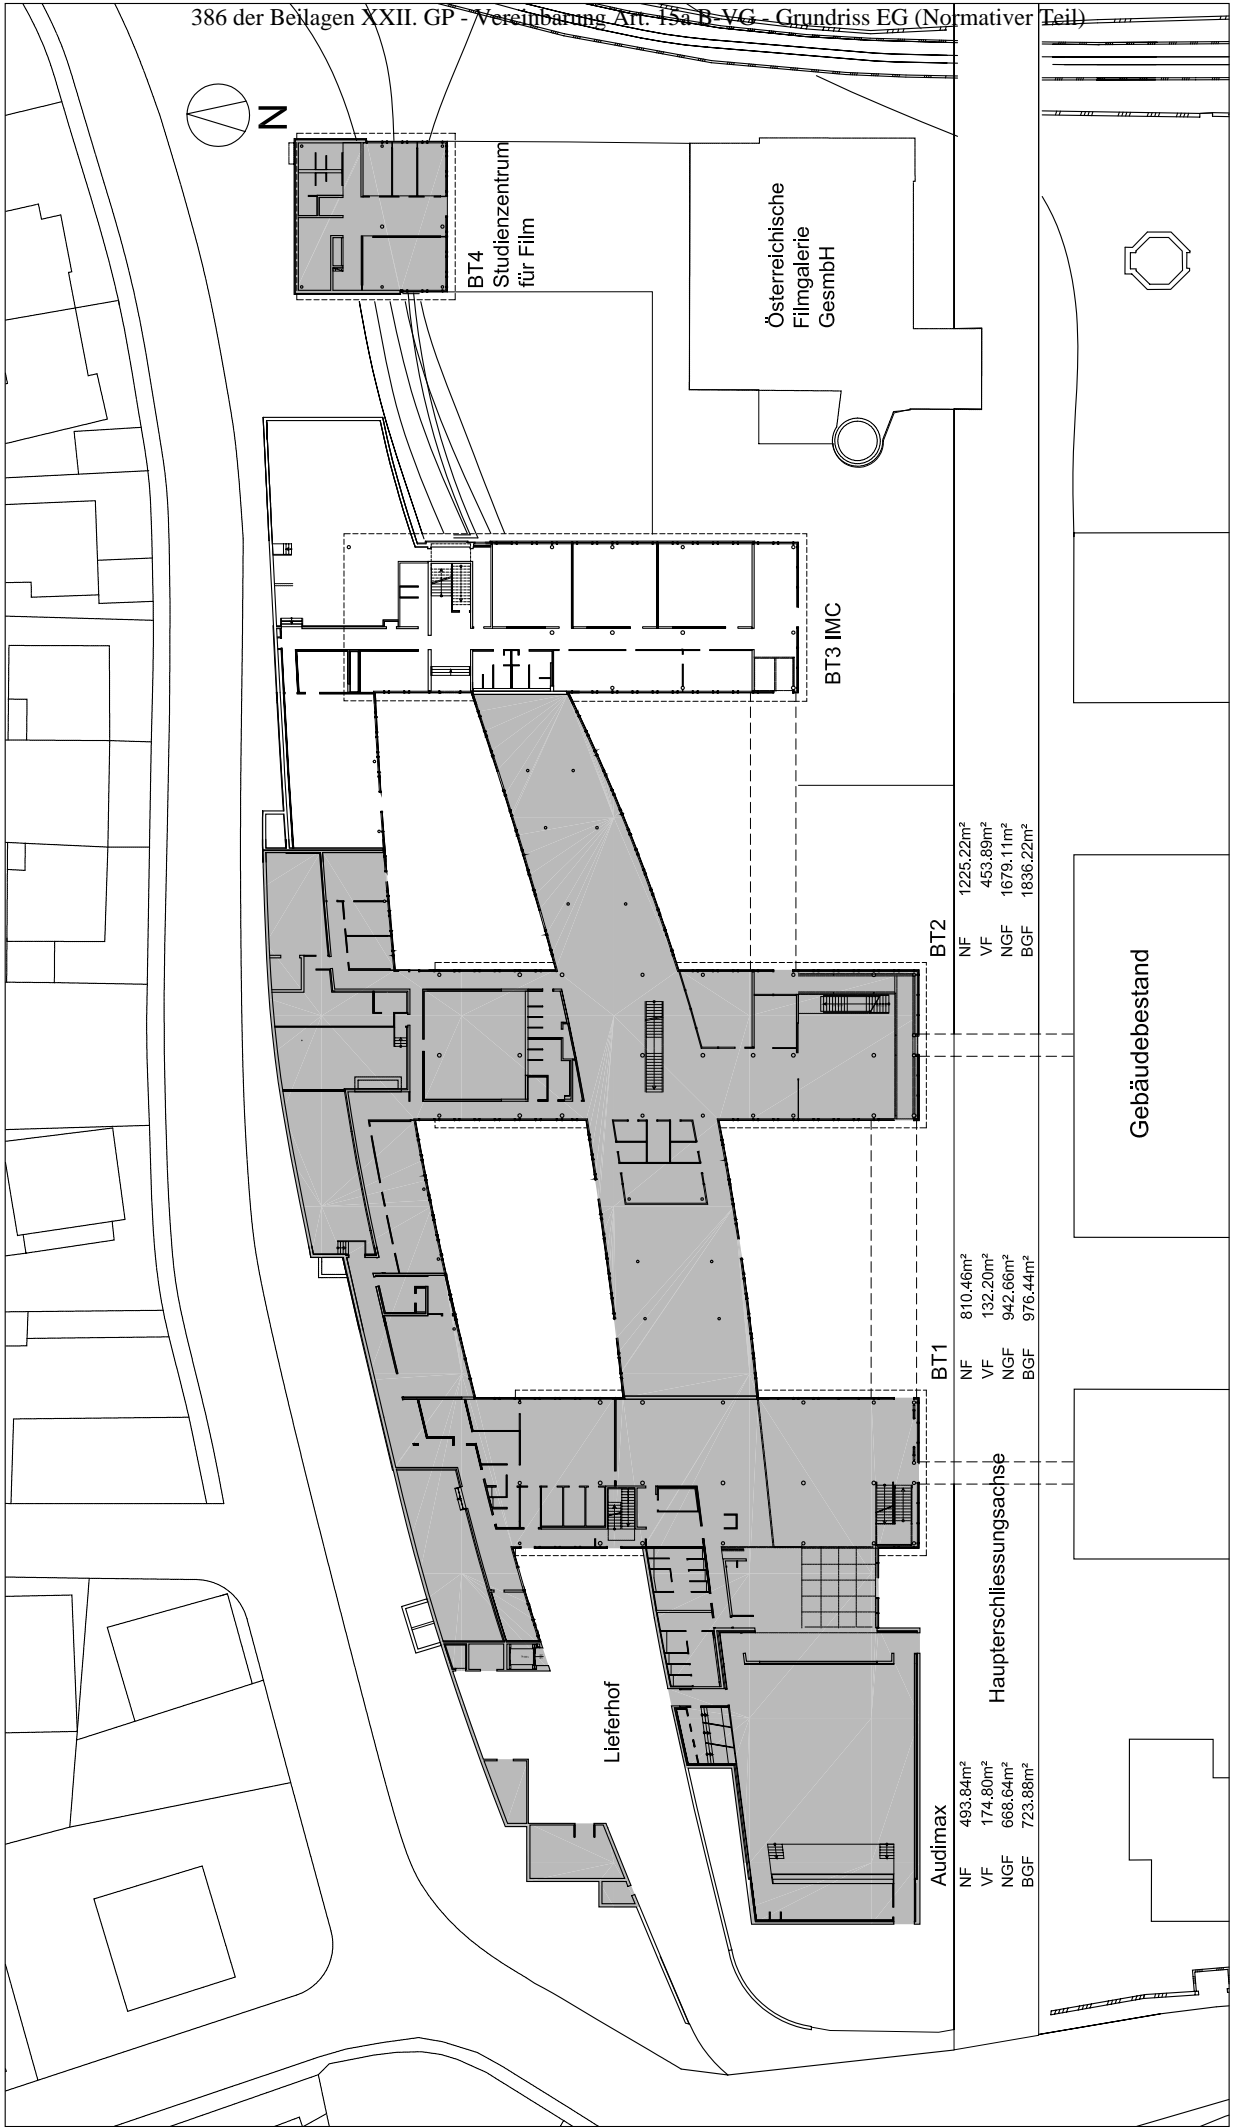 386 der Beilagen XXII. GP - Vereinbarung Art. 15a B-VG - Grundriss EG (Normativer Teil)
N
BT4
Studienzentrum
für Film
Österreichische
Filmgalerie
GesmbH
BT3 IMC
BT2
NF 1225.22m²
VF 453.89m²
NGF 1679.11m²
BGF 1836.22m²
Gebäudebestand
BT1
NF 810.46m²
VF 132.20m²
NGF 942.66m²
BGF 976.44m²
Haupterschliessungsachse
Lieferhof
Audimax
NF 493.84m²
VF 174.80m²
NGF 668.64m²
BGF 723.88m²